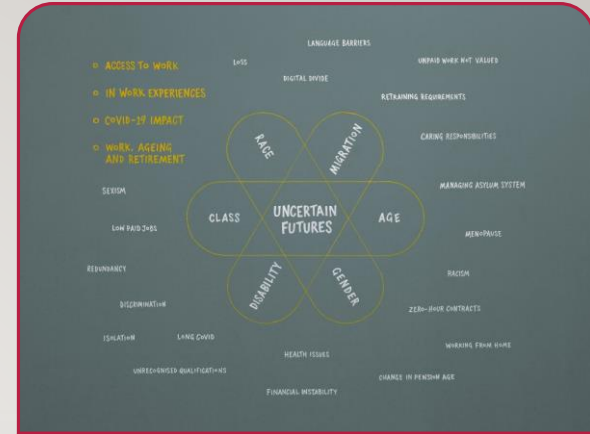 LANGUAGE BARRIERS
LOSS
UNPAID WORK NOT VALUED
ACCESS TO WORK
DIGITAL DIVIDE
IN WORK EXPERIENCES
RETRAINING REQUIREMENTS
COVID-19 IMPACT
CARING RESPONSIBILITIES
WORK, AGEING
AND RETIREMENT
RACE
MIGRATION
SEXISM
MANAGING ASYLUM SYSTEM
CLASS
UNCERTAIN
FUTURES
AGE
LOW PAID JOBS
MENOPAUSE
REDUNDANCY
RACISM
DISABILITY
GENDER
DISCRIMINATION
ZERO-HOUR CONTRACTS
ISOLATION
LONG COVID
WORKING FROM HOME
HEALTH ISSUES
UNRECOGNISED QUALIFICATIONS
CHANGE IN PENSION AGE
FINANCIAL INSTABILITY